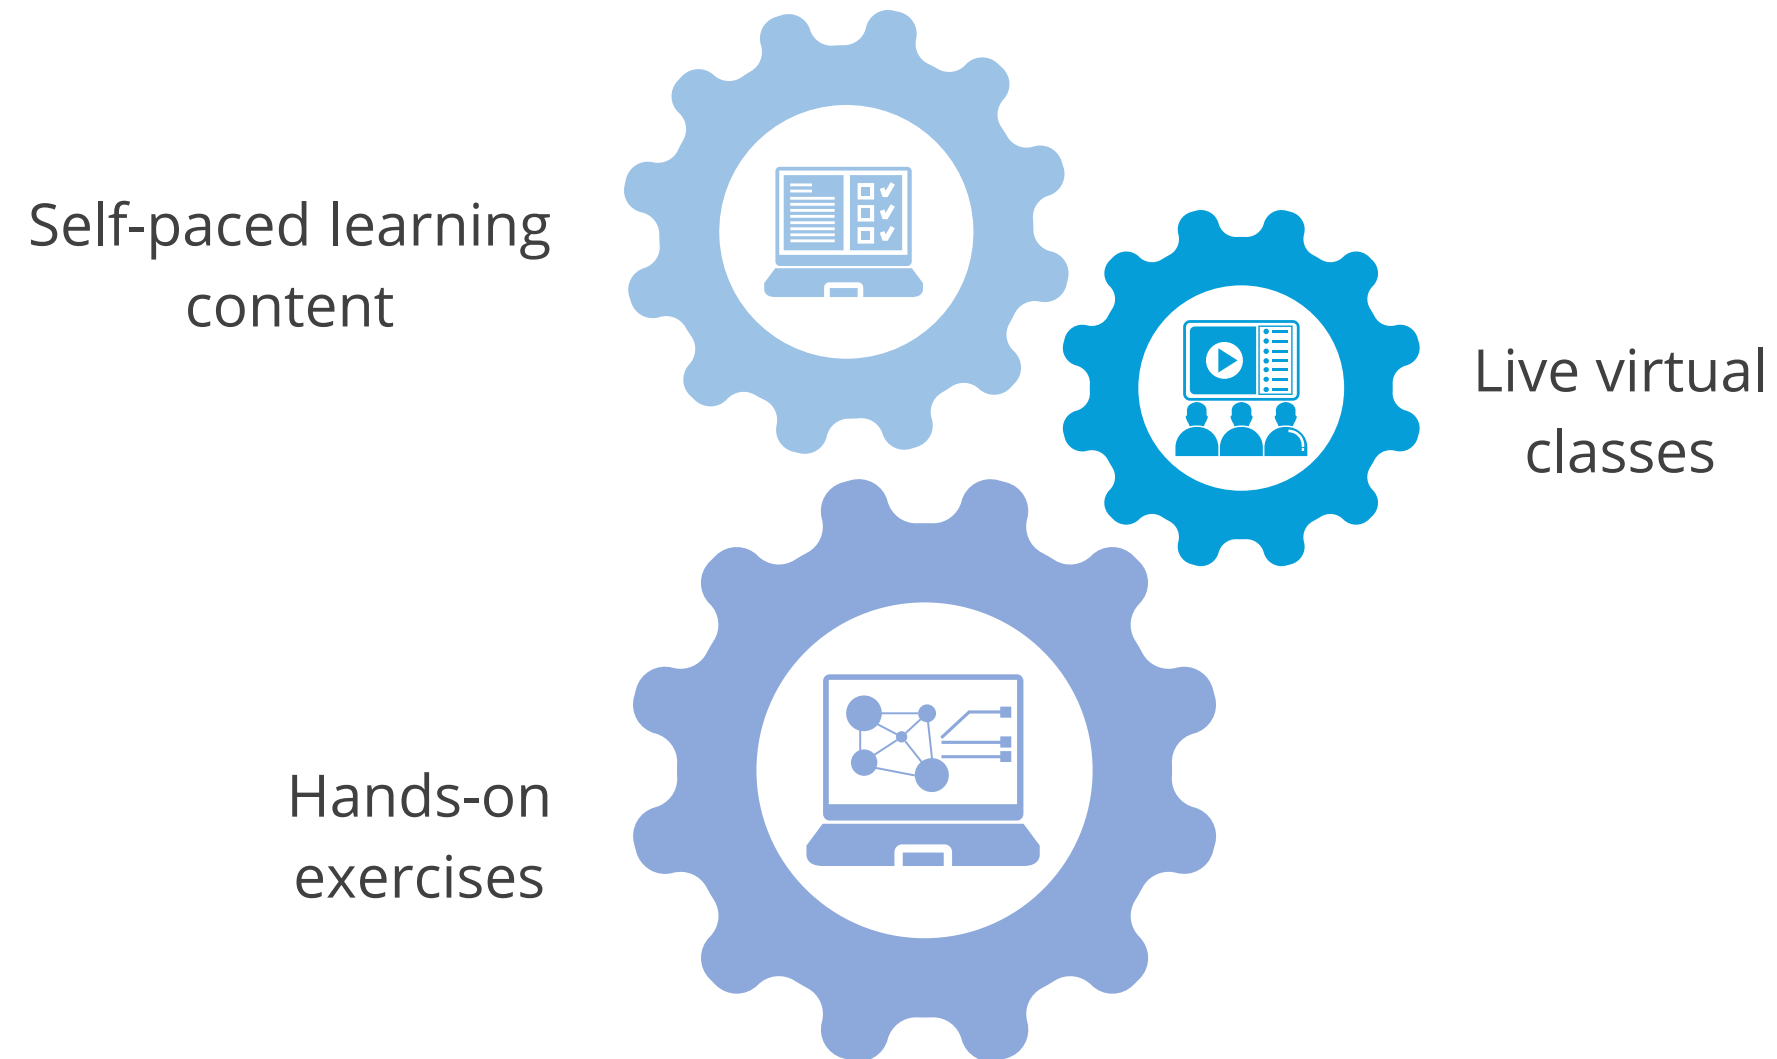 Self-paced learning
content
Live virtual
classes
Hands-on
exercises